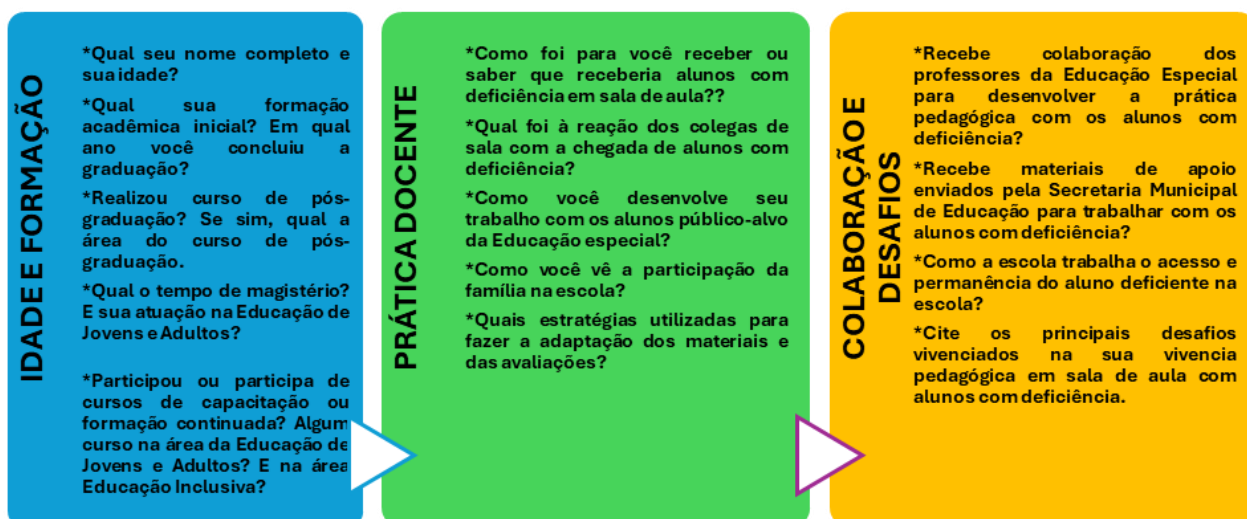 IDADE E FORMAÇÃO
*Qual seu nome completo e
sua idade?
*Qual sua formação
acadêmica inicial? Em qual
ano você concluiu a
graduação?
*Realizou curso de pós-
graduação? Se sim, qual a
área do curso de pós-
graduação.
*Qual o tempo de magistério?
E sua atuação na Educação de
Jovens e Adultos?
*Participou ou participa de
cursos de capacitação ou
formação continuada? Algum
curso na área da Educação de
Jovens e Adultos? E na área
Educação Inclusiva?
PRÁTICA DOCENTE
*Como foi para você receber ou
saber que receberia alunos com
deficiência em sala de aula??
*Qual foi à reação dos colegas de
sala com a chegada de alunos com
deficiência?
*Como você desenvolve seu
trabalho com os alunos público-alvo
da Educação especial?
*Como você vê a participação da
família na escola?
*Quais estratégias utilizadas para
fazer a adaptação dos materiais e
das avaliações?
COLABORAÇÃO E
DESAFIOS
*Recebe colaboração dos
professores da Educação Especial
para desenvolver a prática
pedagógica com os alunos com
deficiência?
*Recebe materiais de apoio
enviados pela Secretaria Municipal
de Educação para trabalhar com os
alunos com deficiência?
*Como a escola trabalha o acesso e
permanência do aluno deficiente na
escola?
*Cite os principais desafios
vivenciados na sua vivencia
pedagógica em sala de aula com
alunos com deficiência.